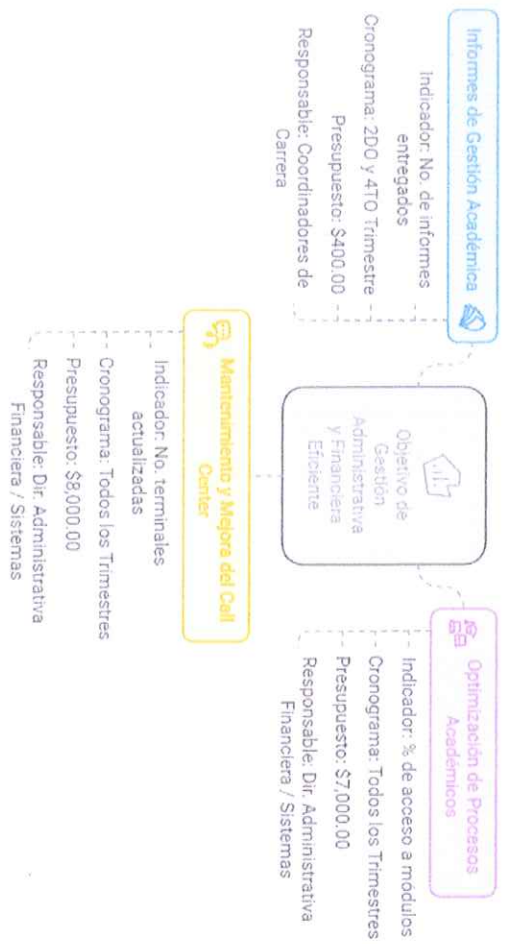 Informes de Gestión Académica
Indicador: No. de informes
entregados
Cronograma: 2DO y 4TO Trimestre
Presupuesto: $400.00
Responsable: Coordinadores de
Carrera
Objetivo de
Gestión
Administrativa
y Financiera
Eficiente
Optimización de Procesos
Académicos
Indicador: % de acceso a módulos
Cronograma: Todos los Trimestres
Presupuesto: $7,000.00
Responsable: Dir. Administrativa
Financiera / Sistemas
Mantenimiento y Mejora del Call
Center
Indicador: No. terminales
actualizadas
Cronograma: Todos los Trimestres
Presupuesto: $8,000.00
Responsable: Dir. Administrativa
Financiera / Sistemas